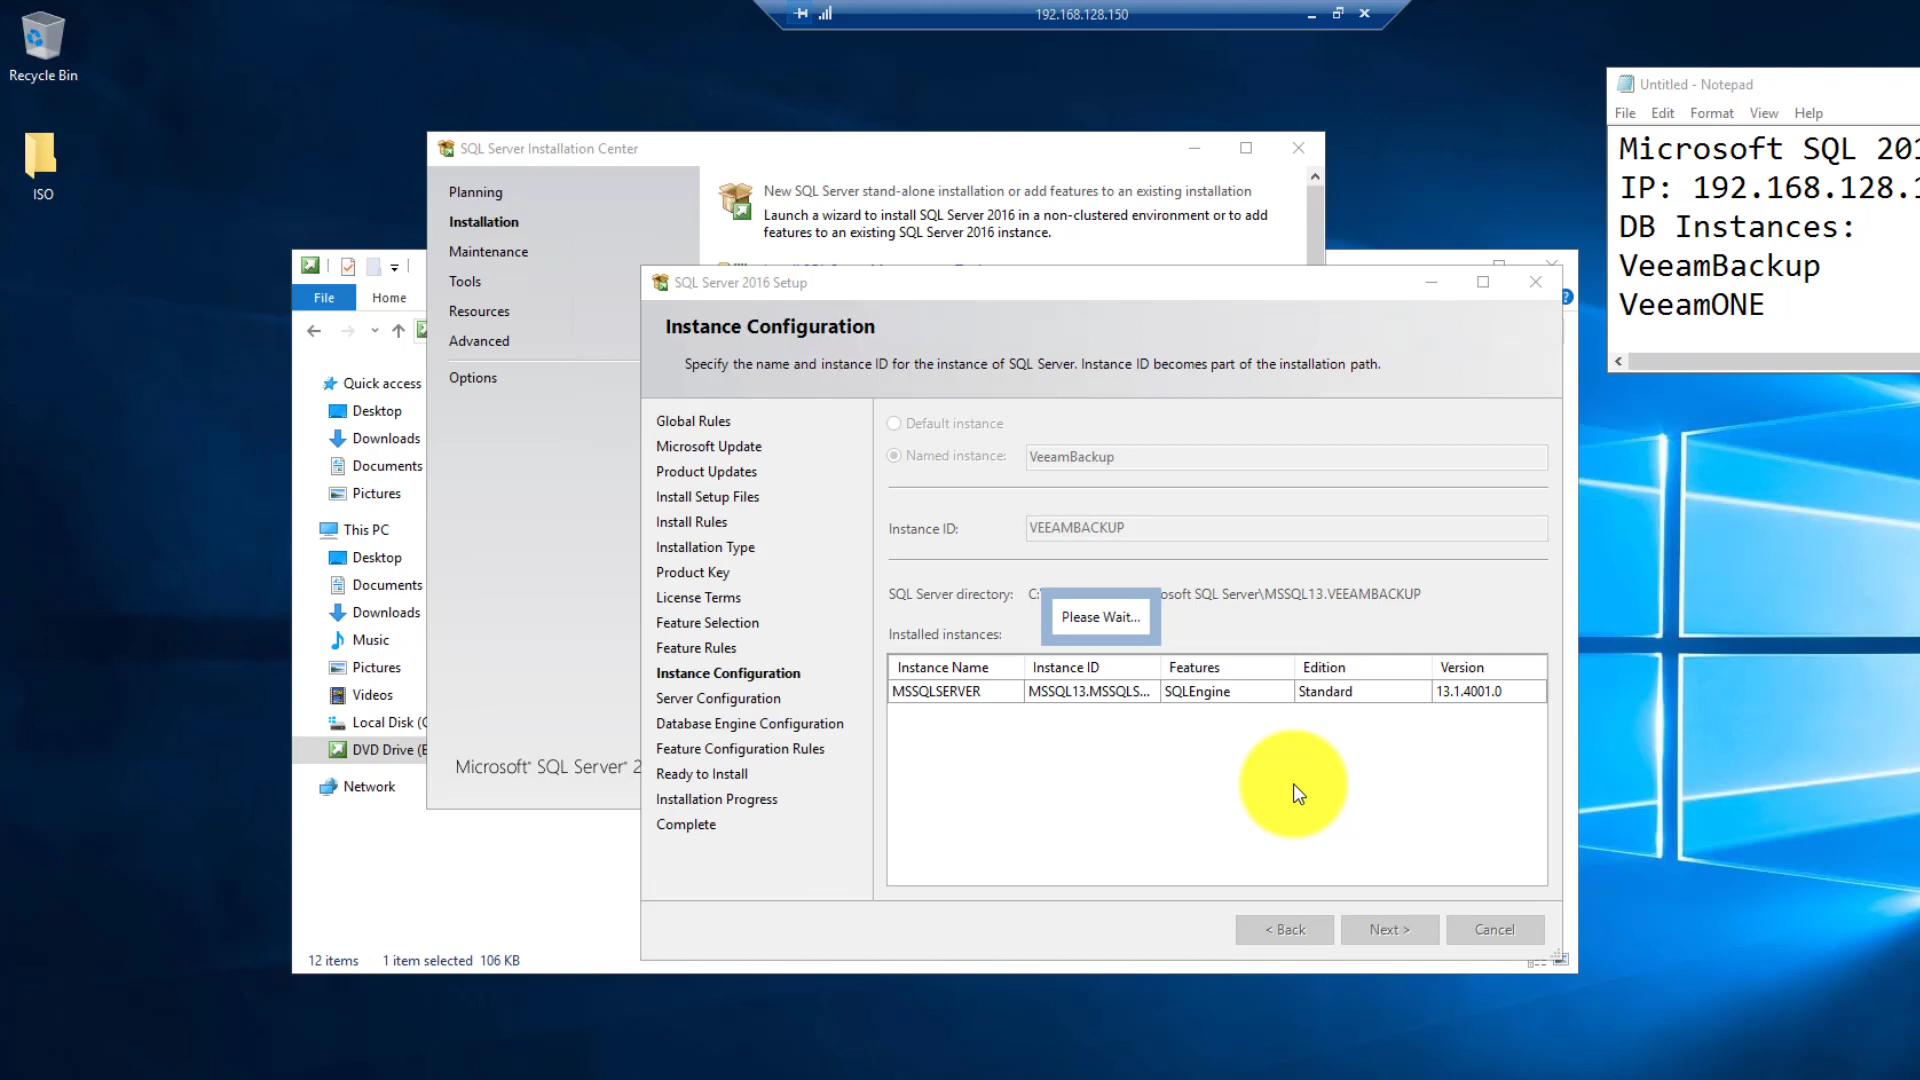 192.168.128.150
Recycle Bin
ISO
Untitled - Notepad
File Edit Format View Help
Microsoft SQL 201
IP: 192.168.128.1
DB Instances:
VeeamBackup
VeeamONE
SQL Server Installation Center
Planning
Installation
Maintenance
Tools
Resources
Advanced
Options
New SQL Server stand-alone installation or add features to an existing installation
Launch a wizard to install SQL Server 2016 in a non-clustered environment or to add
features to an existing SQL Server 2016 instance.
Microsoft SQL Server 2
File Home
Quick access
Desktop
Downloads
Documents
Pictures
This PC
Desktop
Documents
Downloads
Music
Pictures
Videos
Local Disk (C
DVD Drive (E
Network
12 items 1 item selected 106 KB
SQL Server 2016 Setup
Instance Configuration
Specify the name and instance ID for the instance of SQL Server. Instance ID becomes part of the installation path.
Global Rules
Microsoft Update
Product Updates
Install Setup Files
Install Rules
Installation Type
Product Key
License Terms
Feature Selection
Feature Rules
Instance Configuration
Server Configuration
Database Engine Configuration
Feature Configuration Rules
Ready to Install
Installation Progress
Complete
Default instance
Named instance: VeeamBackup
Instance ID: VEEAMBACKUP
SQL Server directory: C:\ osoft SQL Server\MSSQL13.VEEAMBACKUP
Please Wait...
Installed instances:
Instance Name Instance ID Features Edition Version
MSSQLSERVER MSSQL13.MSSQLS... SQLEngine Standard 13.1.4001.0
< Back Next > Cancel